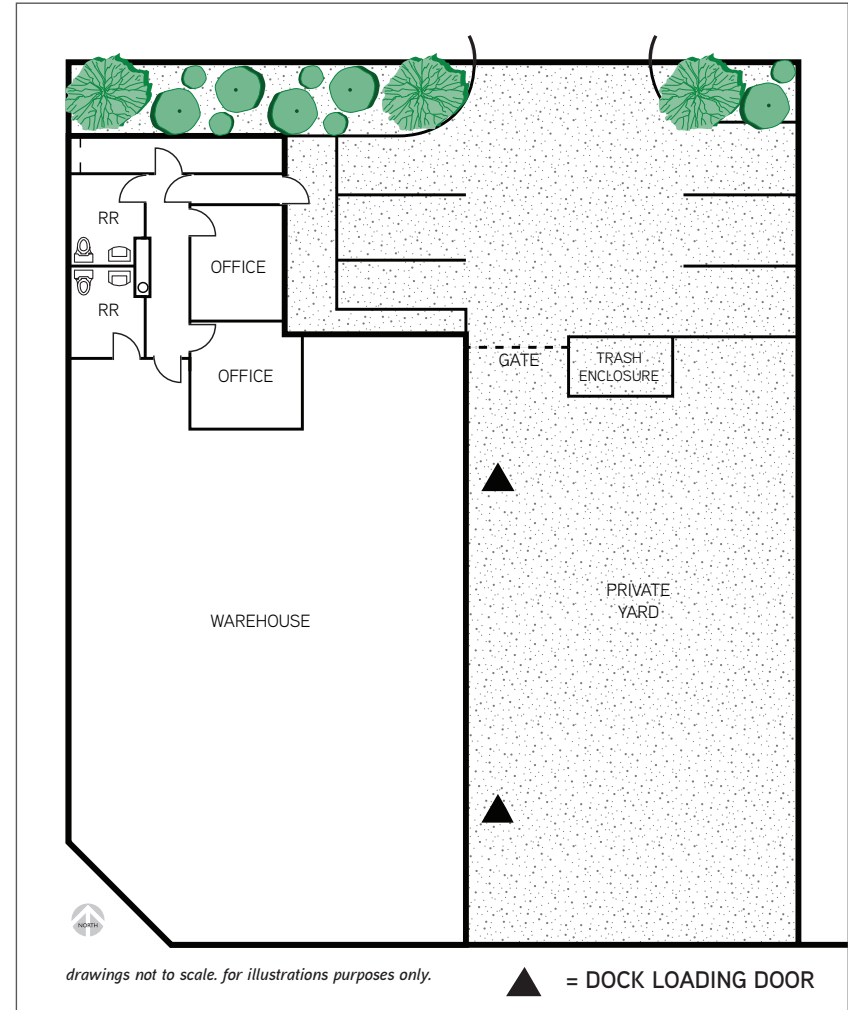 RR
OFFICE
RR
GATE
TRASH
ENCLOSURE
OFFICE
PRIVATE
YARD
WAREHOUSE
NORTH
drawings not to scale. for illustrations purposes only.
= DOCK LOADING DOOR